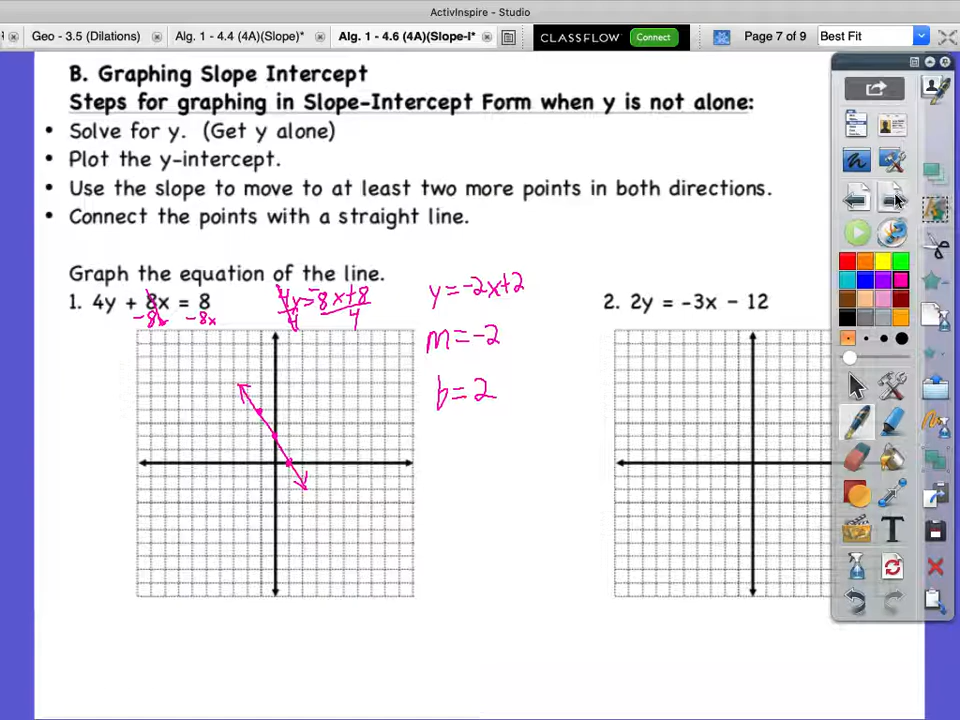 ActivInspire - Studio
Geo - 3.5 (Dilations)
Alg. 1 - 4.4 (4A)(Slope)*
Alg. 1 - 4.6 (4A)(Slope-I*
CLASSFLOW
Connect
Page 7 of 9
Best Fit
B. Graphing Slope Intercept
Steps for graphing in Slope-Intercept Form when y is not alone:
• Solve for y. (Get y alone)
• Plot the y-intercept.
• Use the slope to move to at least two more points in both directions.
• Connect the points with a straight line.
Graph the equation of the line.
1. 4y + 8x = 8
-8x -8x
4y = -8x+8
4 4
y=-2x+2
m=-2
b=2
2. 2y = -3x - 12
T